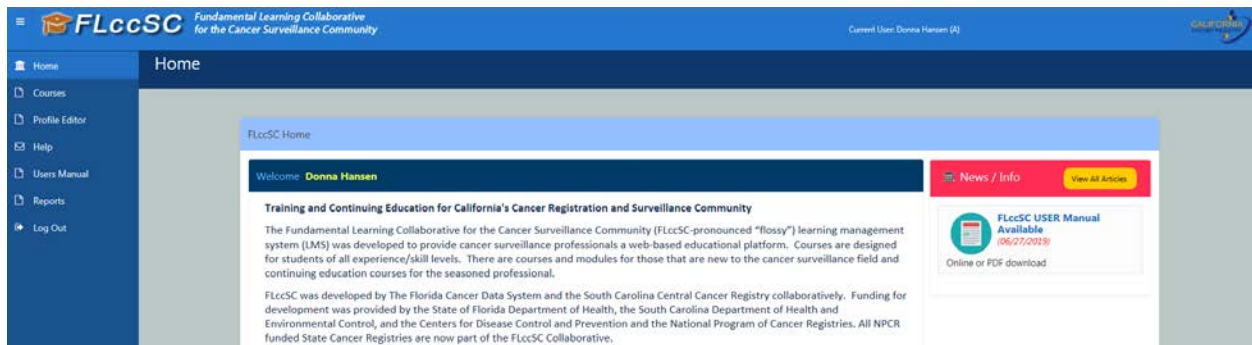 FLccSC
Fundamental Learning Collaborative
for the Cancer Surveillance Community
Current User: Donna Hansen (A)
CALIFORNIA
Home
Courses
Profile Editor
Help
Users Manual
Reports
Log Out
Home
FLccSC Home
Welcome Donna Hansen
Training and Continuing Education for California's Cancer Registration and Surveillance Community
The Fundamental Learning Collaborative for the Cancer Surveillance Community (FLccSC-pronounced "flossy") learning management
system (LMS) was developed to provide cancer surveillance professionals a web-based educational platform. Courses are designed
for students of all experience/skill levels. There are courses and modules for those that are new to the cancer surveillance field and
continuing education courses for the seasoned professional.
FLccSC was developed by The Florida Cancer Data System and the South Carolina Central Cancer Registry collaboratively. Funding for
development was provided by the State of Florida Department of Health, the South Carolina Department of Health and
Environmental Control, and the Centers for Disease Control and Prevention and the National Program of Cancer Registries. All NPCR
funded State Cancer Registries are now part of the FLccSC Collaborative.
News / Info
View All Articles
FLccSC USER Manual
Available
(06/27/2019)
Online or PDF download